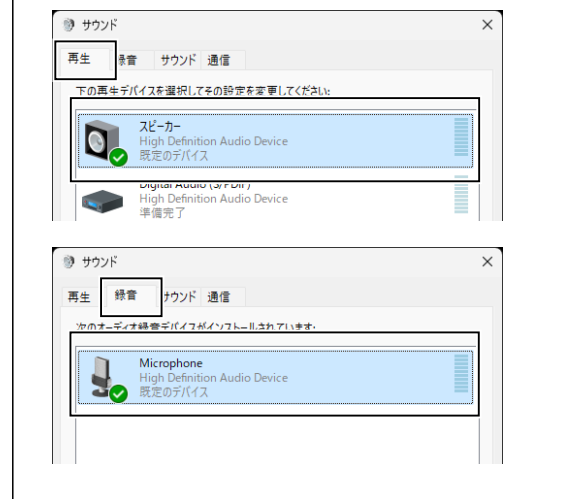 サウンド
再生 録音 サウンド 通信
下の再生デバイスを選択してその設定を変更してください:
スピーカー
High Definition Audio Device
既定のデバイス
Digital Audio (S/PDIF)
High Definition Audio Device
準備完了
サウンド
再生 録音 サウンド 通信
次のオーディオ録音デバイスがインストールされています:
Microphone
High Definition Audio Device
既定のデバイス